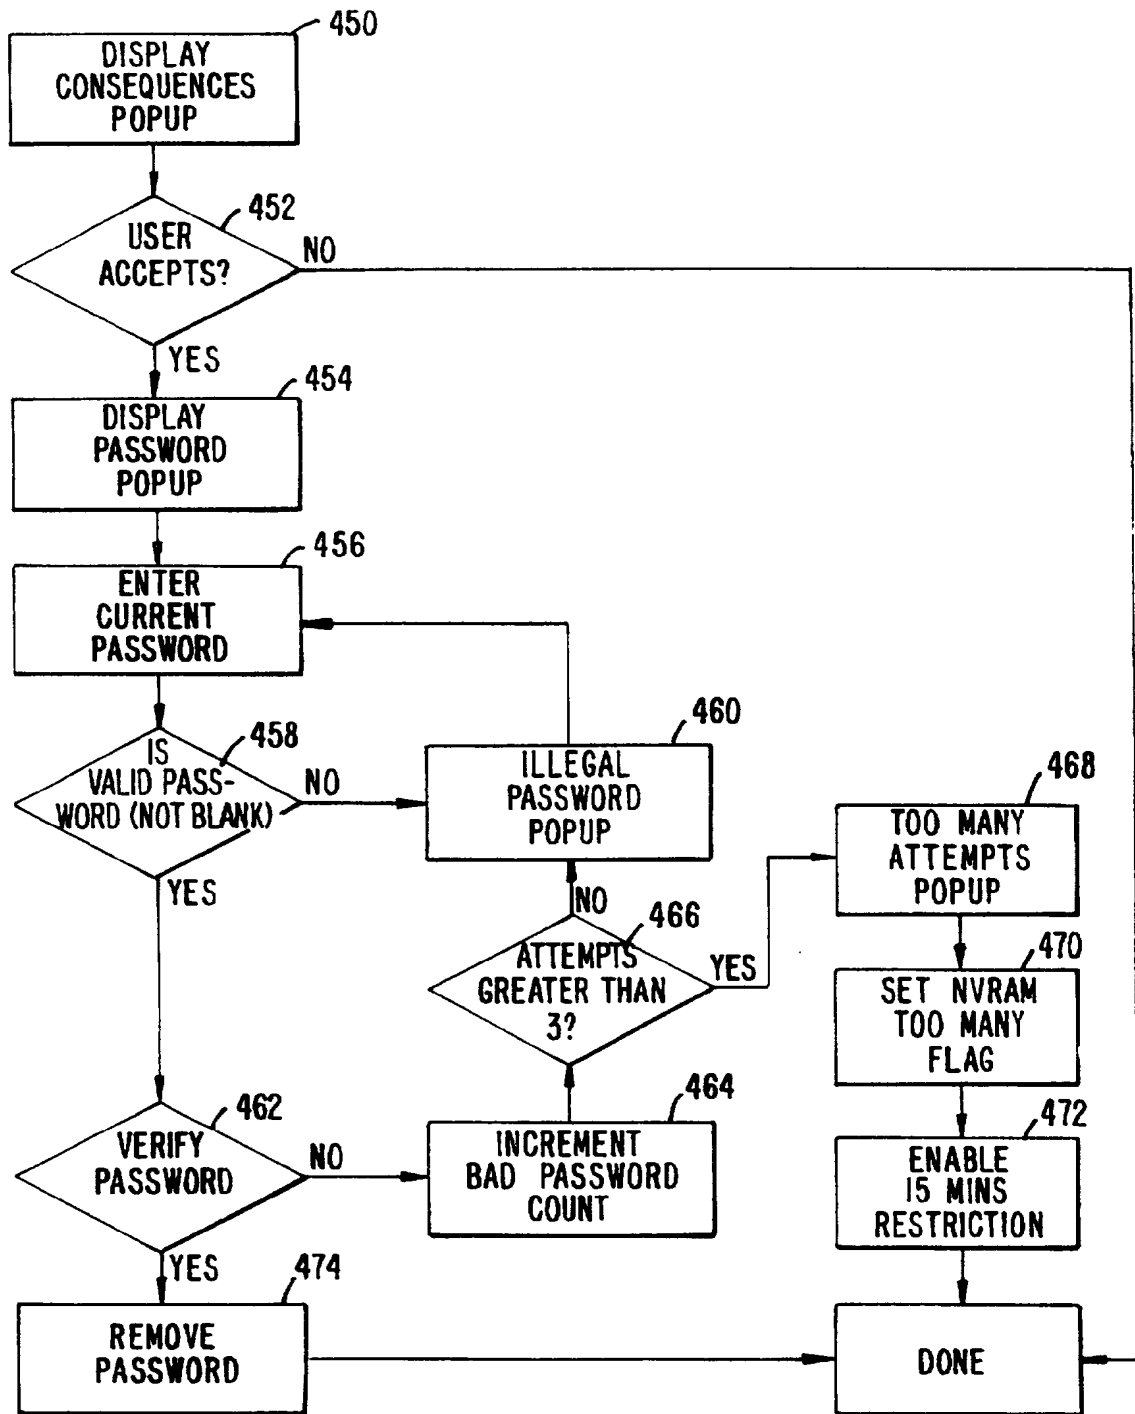 450
DISPLAY
CONSEQUENCES
POPUP
452
USER
ACCEPTS?
NO
YES
454
DISPLAY
PASSWORD
POPUP
456
ENTER
CURRENT
PASSWORD
458
IS
VALID PASS-
WORD (NOT BLANK)
NO
YES
460
ILLEGAL
PASSWORD
POPUP
468
TOO MANY
ATTEMPTS
POPUP
NO
466
ATTEMPTS
GREATER THAN
3?
YES
470
SET NVRAM
TOO MANY
FLAG
462
VERIFY
PASSWORD
NO
YES
464
INCREMENT
BAD PASSWORD
COUNT
472
ENABLE
15 MINS
RESTRICTION
474
REMOVE
PASSWORD
DONE